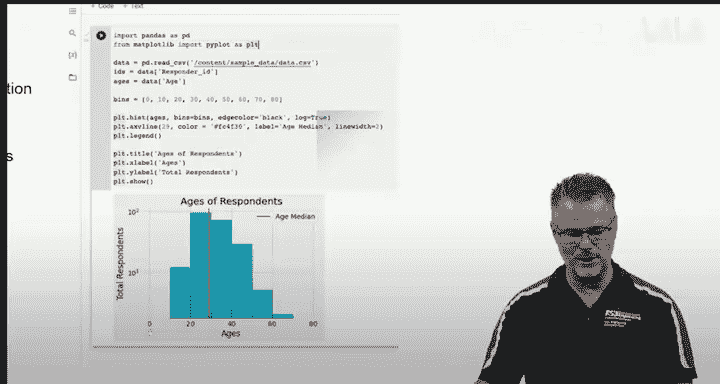 + Code + Text
tion
s
import pandas as pd
from matplotlib import pyplot as plt
data = pd.read_csv('/content/sample_data/data.csv')
ids = data['Responder_id']
ages = data['Age']
bins = [0, 10, 20, 30, 40, 50, 60, 70, 80]
plt.hist(ages, bins=bins, edgecolor='black', log=True)
plt.axvline(29, color = '#fc4f30', label='Age Median', linewidth=2)
plt.legend()
plt.title('Ages of Respondents')
plt.xlabel('Ages')
plt.ylabel('Total Respondents')
plt.show()
Ages of Respondents
Age Median
Total Respondents
0 20 40 60 80
Ages